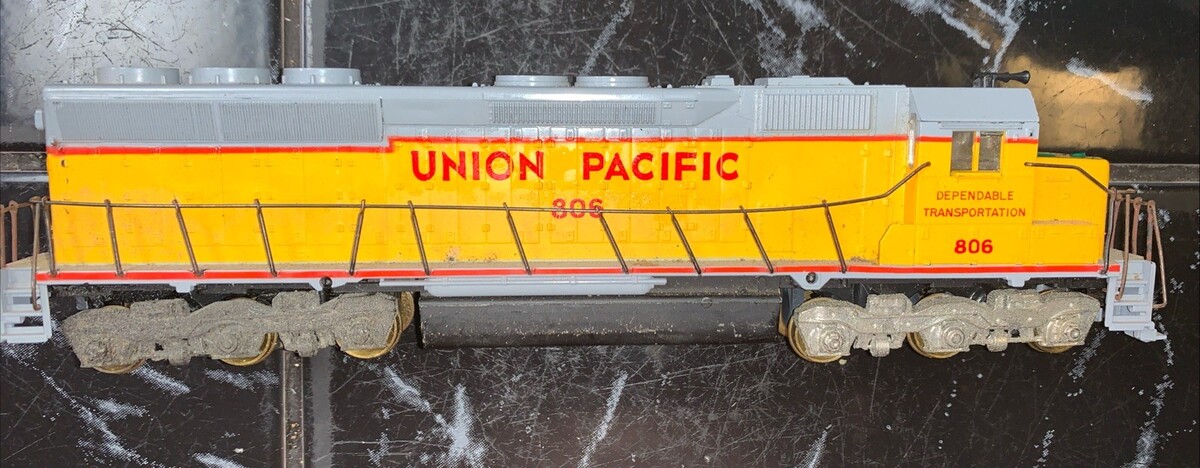 UNION PACIFIC
806
DEPENDABLE
TRANSPORTATION
806